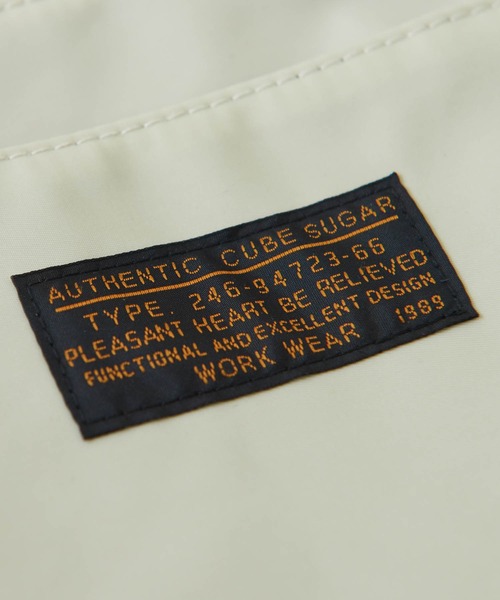 AUTHENTIC CUBE SUGAR
TYPE. 246-94723-66
PLEASANT HEART BE RELIEVED
FUNCTIONAL AND EXCELLENT DESIGN
WORK WEAR 1989